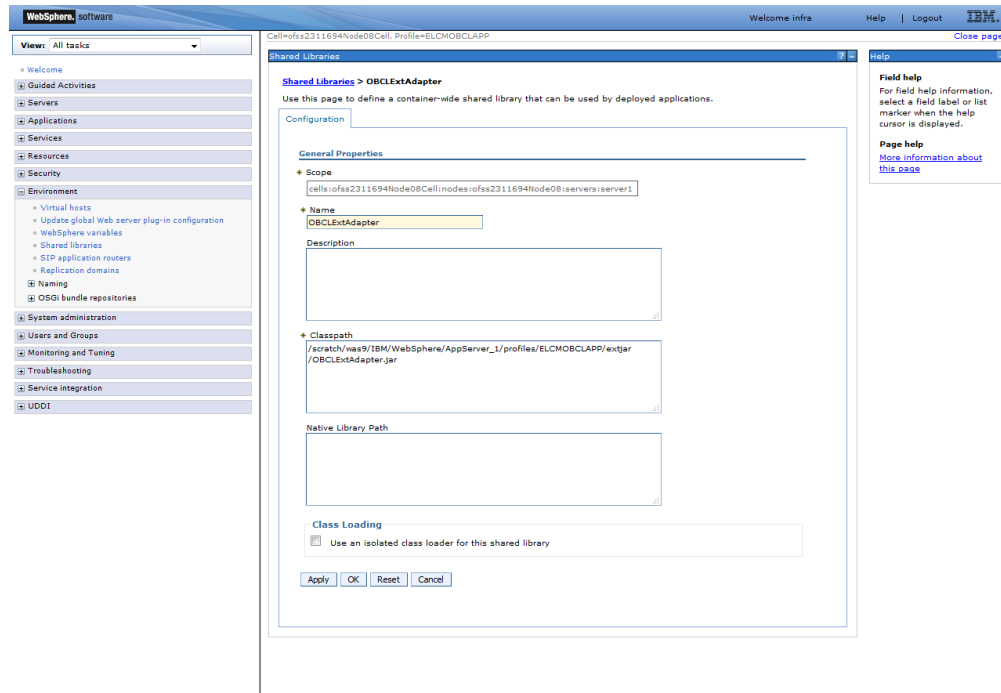 WebSphere. software
Welcome infra
Help | Logout
IBM.
View: All tasks
Welcome
Guided Activities
Servers
Applications
Services
Resources
Security
Environment
Virtual hosts
Update global Web server plug-in configuration
WebSphere variables
Shared libraries
SIP application routers
Replication domains
Naming
OSGi bundle repositories
System administration
Users and Groups
Monitoring and Tuning
Troubleshooting
Service integration
UDDI
Cell=ofss2311694Node08Cell, Profile=ELCMOBCLAPP
Close page
Shared Libraries
? -
Shared Libraries > OBCLExtAdapter
Use this page to define a container-wide shared library that can be used by deployed applications.
Configuration
General Properties
* Scope
cells:ofss2311694Node08Cell:nodes:ofss2311694Node08:servers:server1
* Name
OBCLExtAdapter
Description
* Classpath
/scratch/was9/IBM/WebSphere/AppServer_1/profiles/ELCMOBCLAPP/extjar
/OBCLExtAdapter.jar
Native Library Path
Class Loading
Use an isolated class loader for this shared library
Apply OK Reset Cancel
Help
Field help
For field help information,
select a field label or list
marker when the help
cursor is displayed.
Page help
More information about
this page